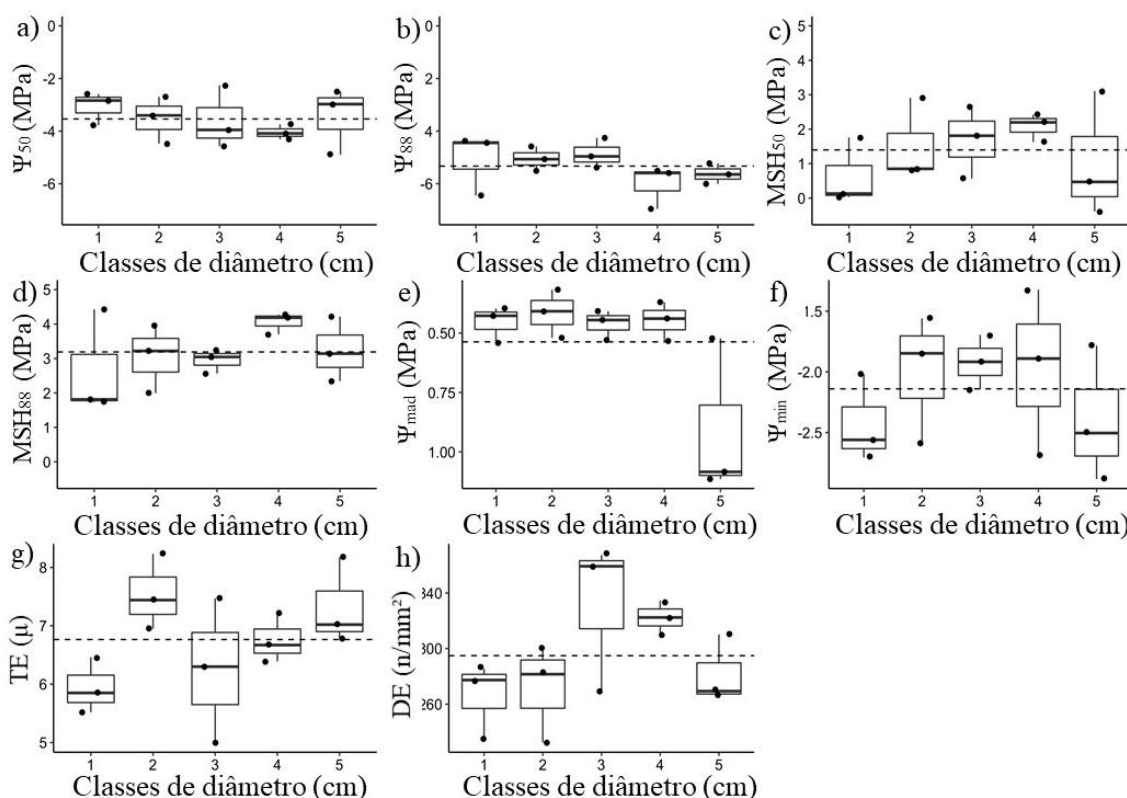 a)
Ψ50 (MPa)
0
-2
-4
-6
1 2 3 4 5
Classes de diâmetro (cm)
b)
Ψ88 (MPa)
0
2
4
6
1 2 3 4 5
Classes de diâmetro (cm)
c)
MSH50 (MPa)
5
4
3
2
1
0
1 2 3 4 5
Classes de diâmetro (cm)
d)
MSH88 (MPa)
5
4
3
2
1
0
1 2 3 4 5
Classes de diâmetro (cm)
e)
Ψmad (MPa)
0.50
0.75
1.00
1 2 3 4 5
Classes de diâmetro (cm)
f)
Ψmin (MPa)
-1.5
-2.0
-2.5
1 2 3 4 5
Classes de diâmetro (cm)
g)
TE (µ)
8
7
6
5
1 2 3 4 5
Classes de diâmetro (cm)
h)
DE (n/mm²)
340
300
260
1 2 3 4 5
Classes de diâmetro (cm)